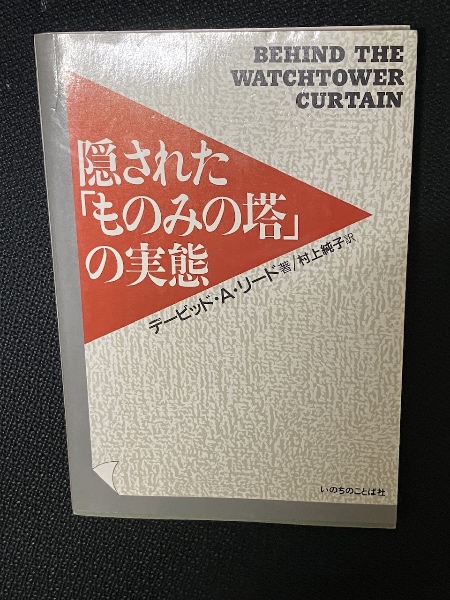 BEHIND THE
WATCHTOWER
CURTAIN
隠された
「ものみの塔」
の実態
デービッド・A・リード著/村上純子訳
いのちのことば社